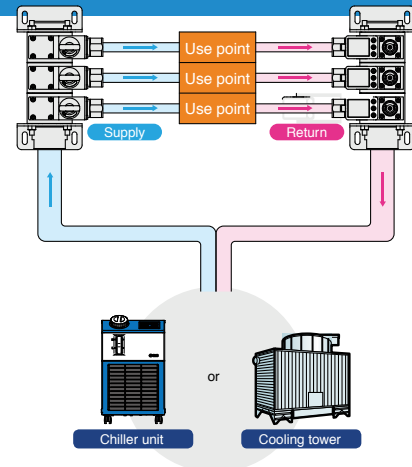 Use point
Use point
Use point
Supply
Return
or
Chiller unit
Cooling tower